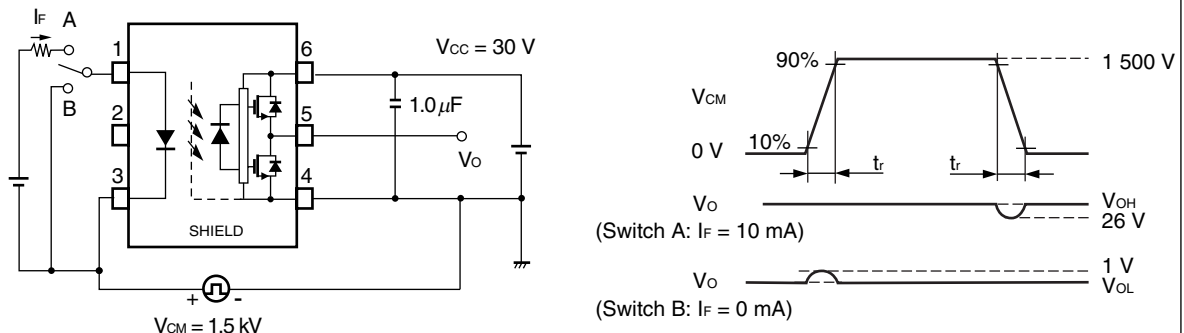 IF A
1
B
2
3
6
5
4
SHIELD
VCC = 30 V
1.0 μF
VO
+ -
VCM = 1.5 kV
90%
1 500 V
VCM
10%
0 V
tr tr
VO
VOH
26 V
(Switch A: IF = 10 mA)
1 V
VO
VOL
(Switch B: IF = 0 mA)